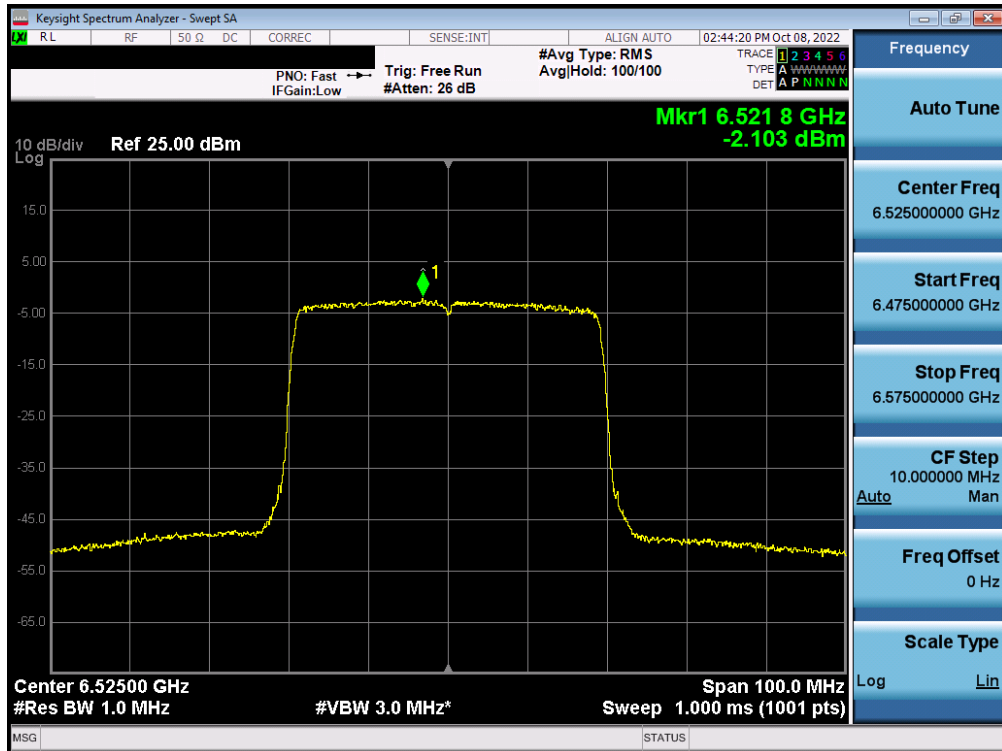 Keysight Spectrum Analyzer - Swept SA
LXI RL RF 50 Ω DC CORREC SENSE:INT ALIGN AUTO 02:44:20 PM Oct 08, 2022
Frequency
PNO: Fast
IFGain:Low
Trig: Free Run
#Atten: 26 dB
#Avg Type: RMS
Avg|Hold: 100/100
TRACE 1 2 3 4 5 6
TYPE A WWWWW
DET A P N N N N
Mkr1 6.521 8 GHz
-2.103 dBm
10 dB/div Ref 25.00 dBm
Log
15.0
5.00
-5.00
-15.0
-25.0
-35.0
-45.0
-55.0
-65.0
1
Center 6.52500 GHz Span 100.0 MHz
#Res BW 1.0 MHz #VBW 3.0 MHz* Sweep 1.000 ms (1001 pts)
MSG STATUS
Auto Tune
Center Freq
6.525000000 GHz
Start Freq
6.475000000 GHz
Stop Freq
6.575000000 GHz
CF Step
10.000000 MHz
Auto Man
Freq Offset
0 Hz
Scale Type
Log Lin